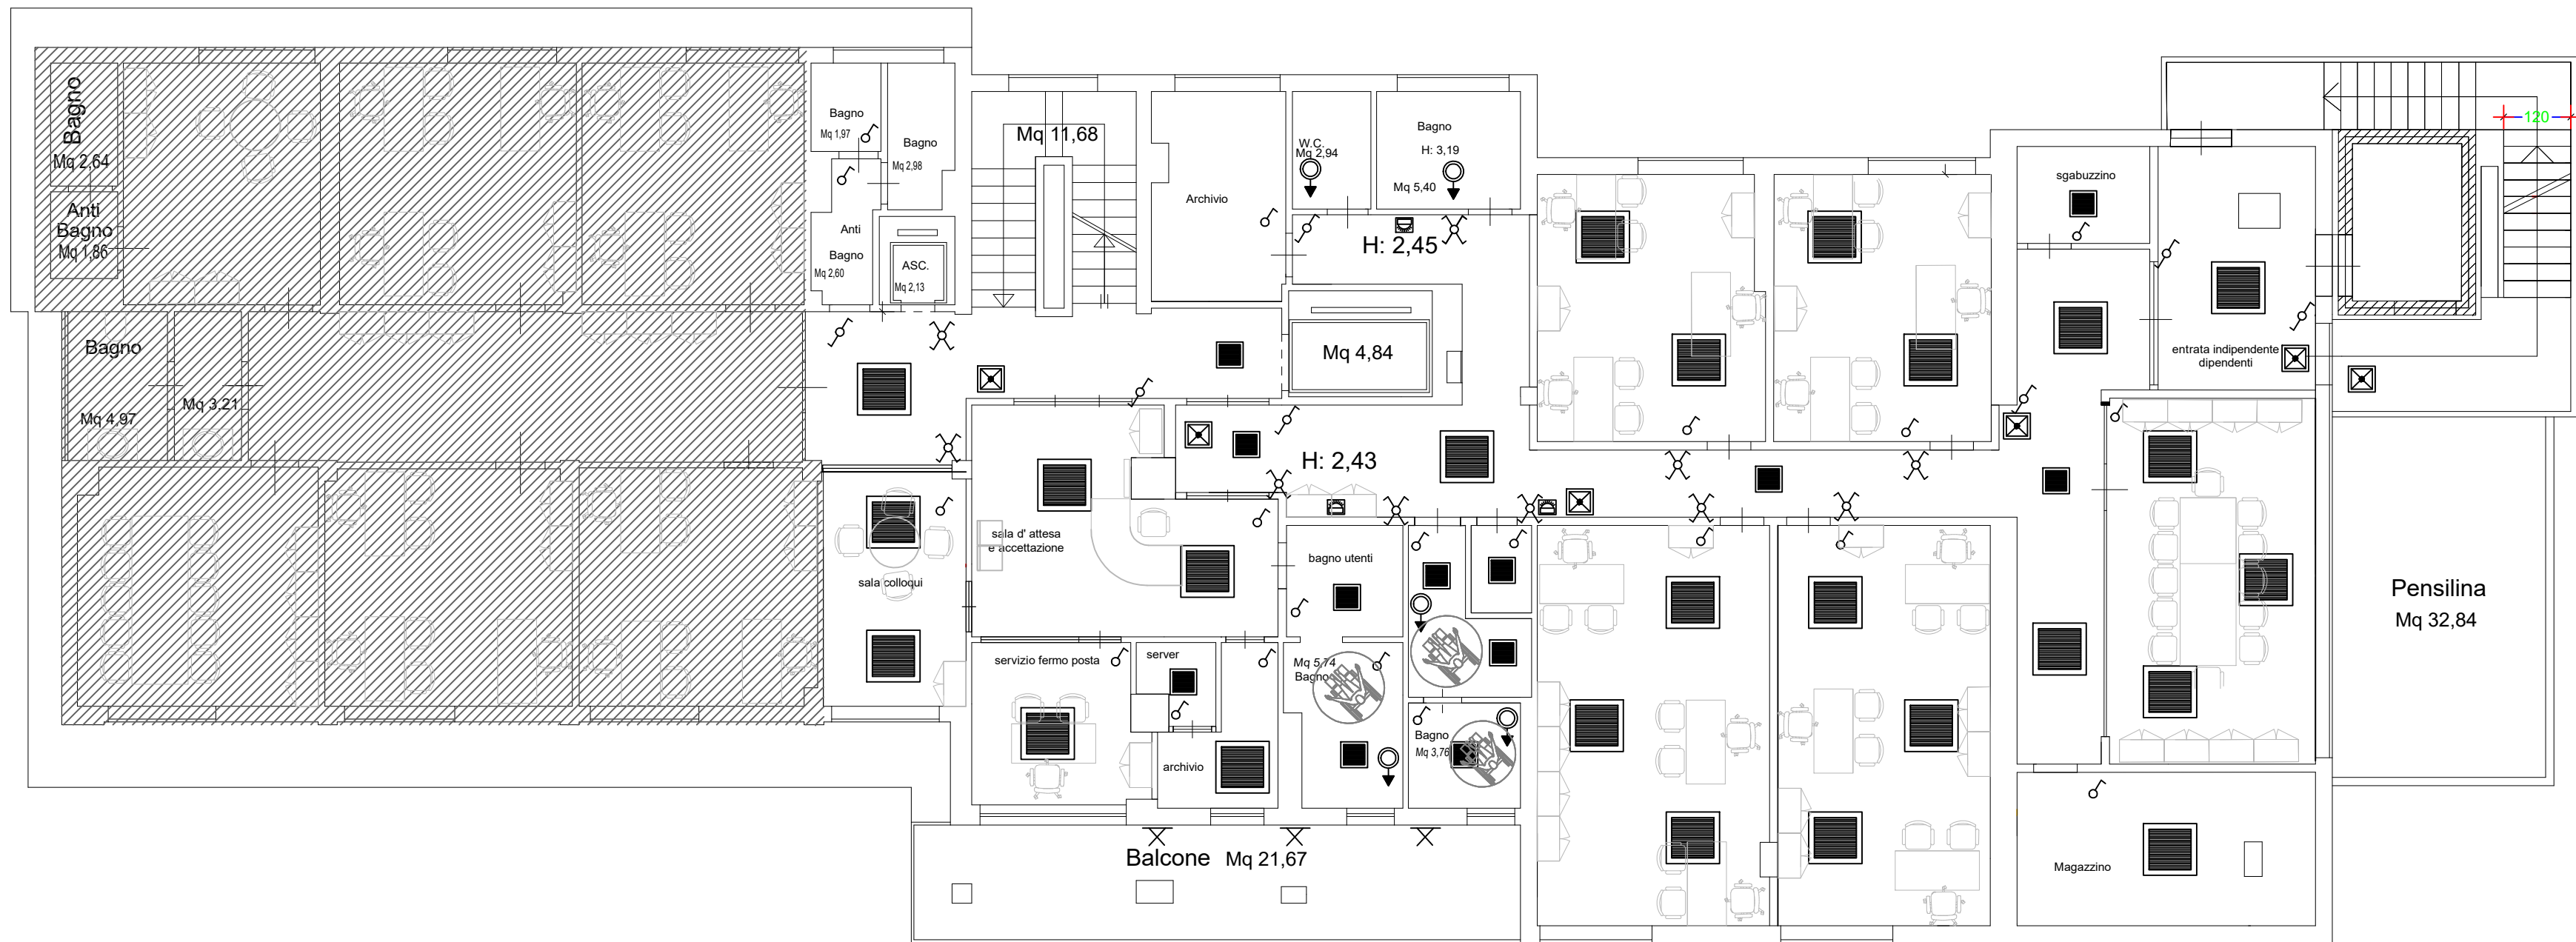 Bagno
Mq 2,64
Anti
Bagno
Mq 1,86
Bagno
Mq 4,97
Mq 3,21
Bagno
Mq 1,97
Bagno
Mq 2,98
Anti
Bagno
Mq 2,60
ASC.
Mq 2,13
Mq 11,68
Archivio
W.C.
Mq 2,94
Bagno
H: 3,19
Mq 5,40
H: 2,45
Mq 4,84
H: 2,43
sala d' attesa
e accettazione
sala colloqui
servizio fermo posta
server
archivio
bagno utenti
Mq 5,74
Bagno
Bagno
Mq 3,76
Balcone Mq 21,67
sgabuzzino
entrata indipendente
dipendenti
120
Pensilina
Mq 32,84
Magazzino